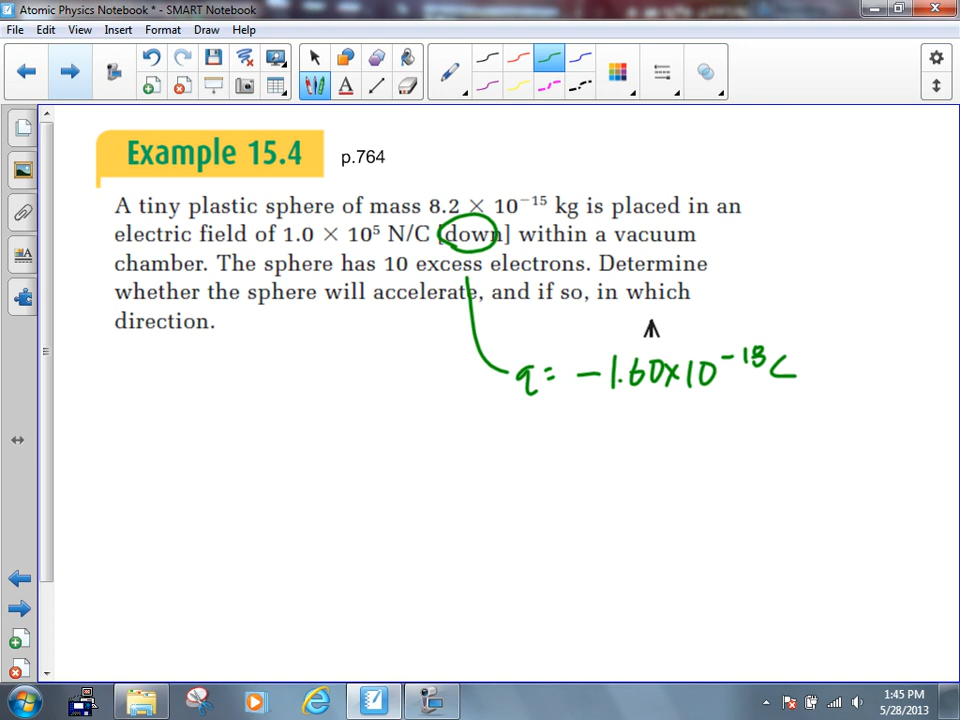 Atomic Physics Notebook * - SMART Notebook
File Edit View Insert Format Draw Help
Example 15.4 p.764
A tiny plastic sphere of mass 8.2 × 10⁻¹⁵ kg is placed in an
electric field of 1.0 × 10⁵ N/C [down] within a vacuum
chamber. The sphere has 10 excess electrons. Determine
whether the sphere will accelerate, and if so, in which
direction.
q = -1.60x10⁻¹⁸ C
1:45 PM
5/28/2013